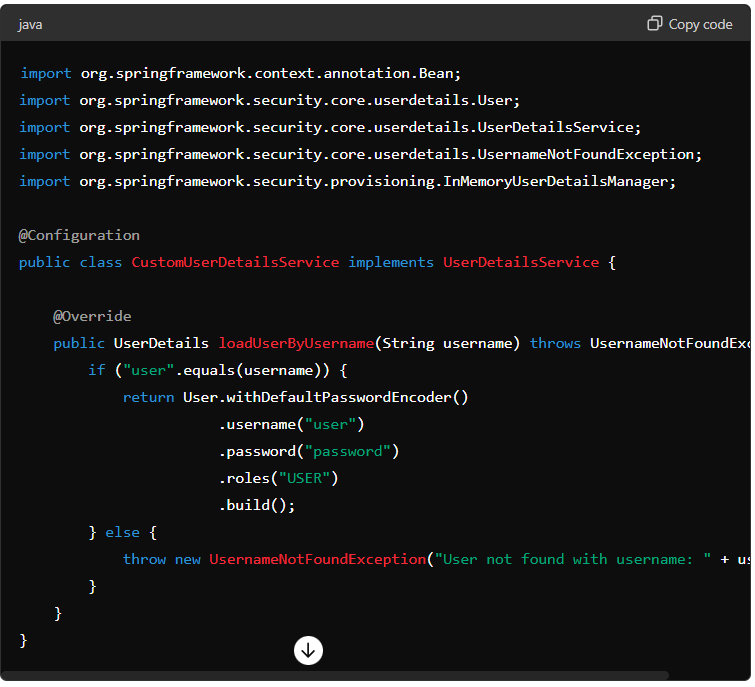 java
Copy code
import org.springframework.context.annotation.Bean;
import org.springframework.security.core.userdetails.User;
import org.springframework.security.core.userdetails.UserDetailsService;
import org.springframework.security.core.userdetails.UsernameNotFoundException;
import org.springframework.security.provisioning.InMemoryUserDetailsManager;
@Configuration
public class CustomUserDetailsService implements UserDetailsService {
@Override
public UserDetails loadUserByUsername(String username) throws UsernameNotFoundExc
if ("user".equals(username)) {
return User.withDefaultPasswordEncoder()
.username("user")
.password("password")
.roles("USER")
.build();
} else {
throw new UsernameNotFoundException("User not found with username: " + us
}
}
}